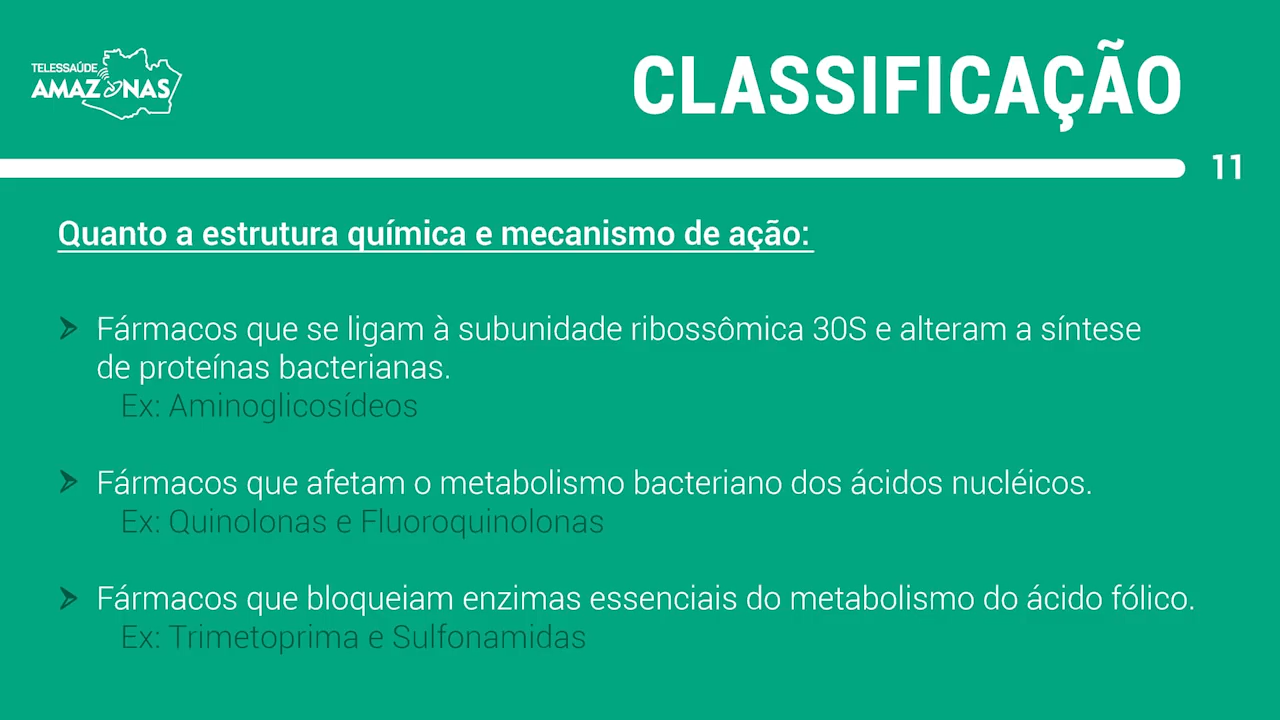 TELESSAÚDE
AMAZONAS
CLASSIFICAÇÃO
11
Quanto a estrutura química e mecanismo de ação:
Fármacos que se ligam à subunidade ribossômica 30S e alteram a síntese
de proteínas bacterianas.
Ex: Aminoglicosídeos
Fármacos que afetam o metabolismo bacteriano dos ácidos nucléicos.
Ex: Quinolonas e Fluoroquinolonas
Fármacos que bloqueiam enzimas essenciais do metabolismo do ácido fólico.
Ex: Trimetoprima e Sulfonamidas